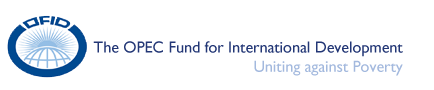 OFID
The OPEC Fund for International Development
Uniting against Poverty